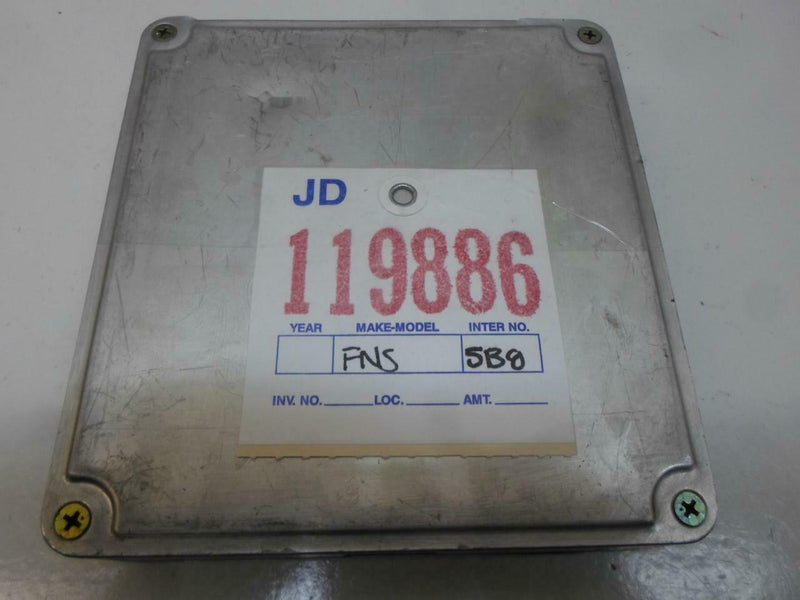 JD
119886
YEAR MAKE-MODEL INTER NO.
FNS 5B8
INV. NO. LOC. AMT.